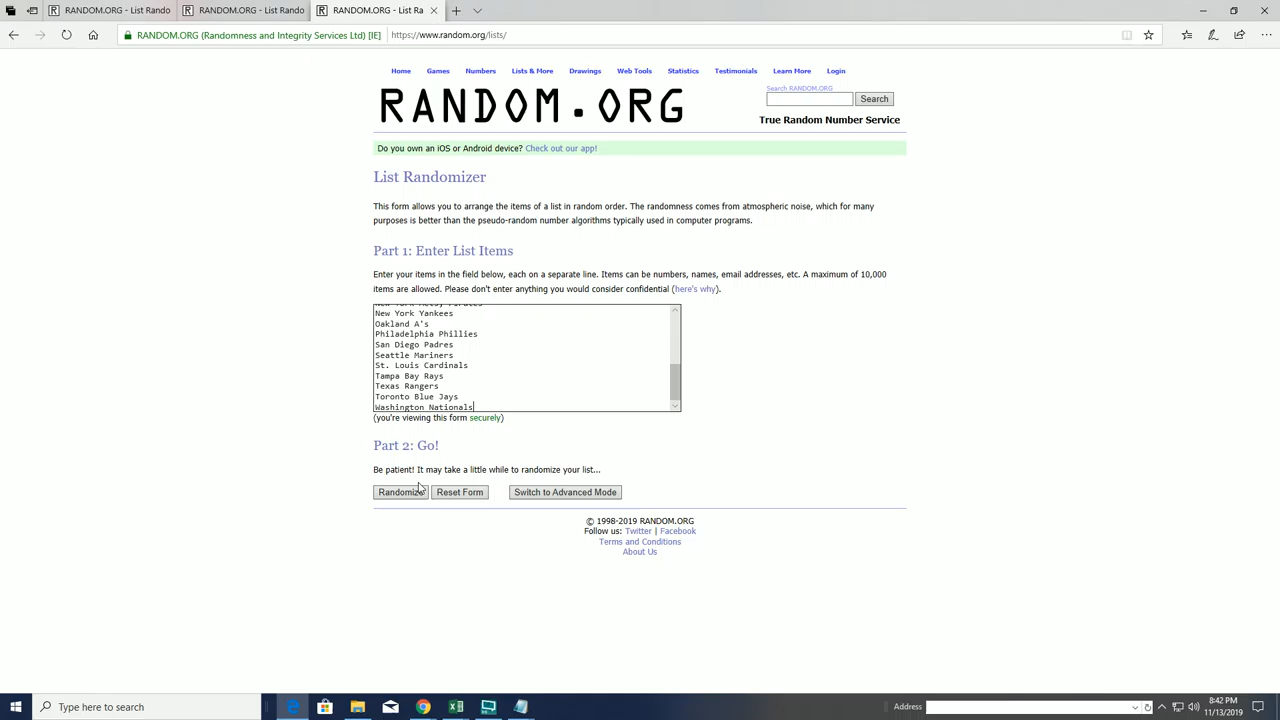 RANDOM.ORG - List Rando
RANDOM.ORG - List Rando
RANDOM.ORG - List Ra
RANDOM.ORG (Randomness and Integrity Services Ltd) [IE]
https://www.random.org/lists/
Home Games Numbers Lists & More Drawings Web Tools Statistics Testimonials Learn More Login
Search RANDOM.ORG
Search
RANDOM.ORG
True Random Number Service
Do you own an iOS or Android device? Check out our app!
List Randomizer
This form allows you to arrange the items of a list in random order. The randomness comes from atmospheric noise, which for many
purposes is better than the pseudo-random number algorithms typically used in computer programs.
Part 1: Enter List Items
Enter your items in the field below, each on a separate line. Items can be numbers, names, email addresses, etc. A maximum of 10,000
items are allowed. Please don't enter anything you would consider confidential (here's why).
New York Yankees
Oakland A's
Philadelphia Phillies
San Diego Padres
Seattle Mariners
St. Louis Cardinals
Tampa Bay Rays
Texas Rangers
Toronto Blue Jays
Washington Nationals
(you're viewing this form securely)
Part 2: Go!
Be patient! It may take a little while to randomize your list...
Randomize Reset Form Switch to Advanced Mode
© 1998-2019 RANDOM.ORG
Follow us: Twitter | Facebook
Terms and Conditions
About Us
Type here to search
Address
8:42 PM
11/13/2019